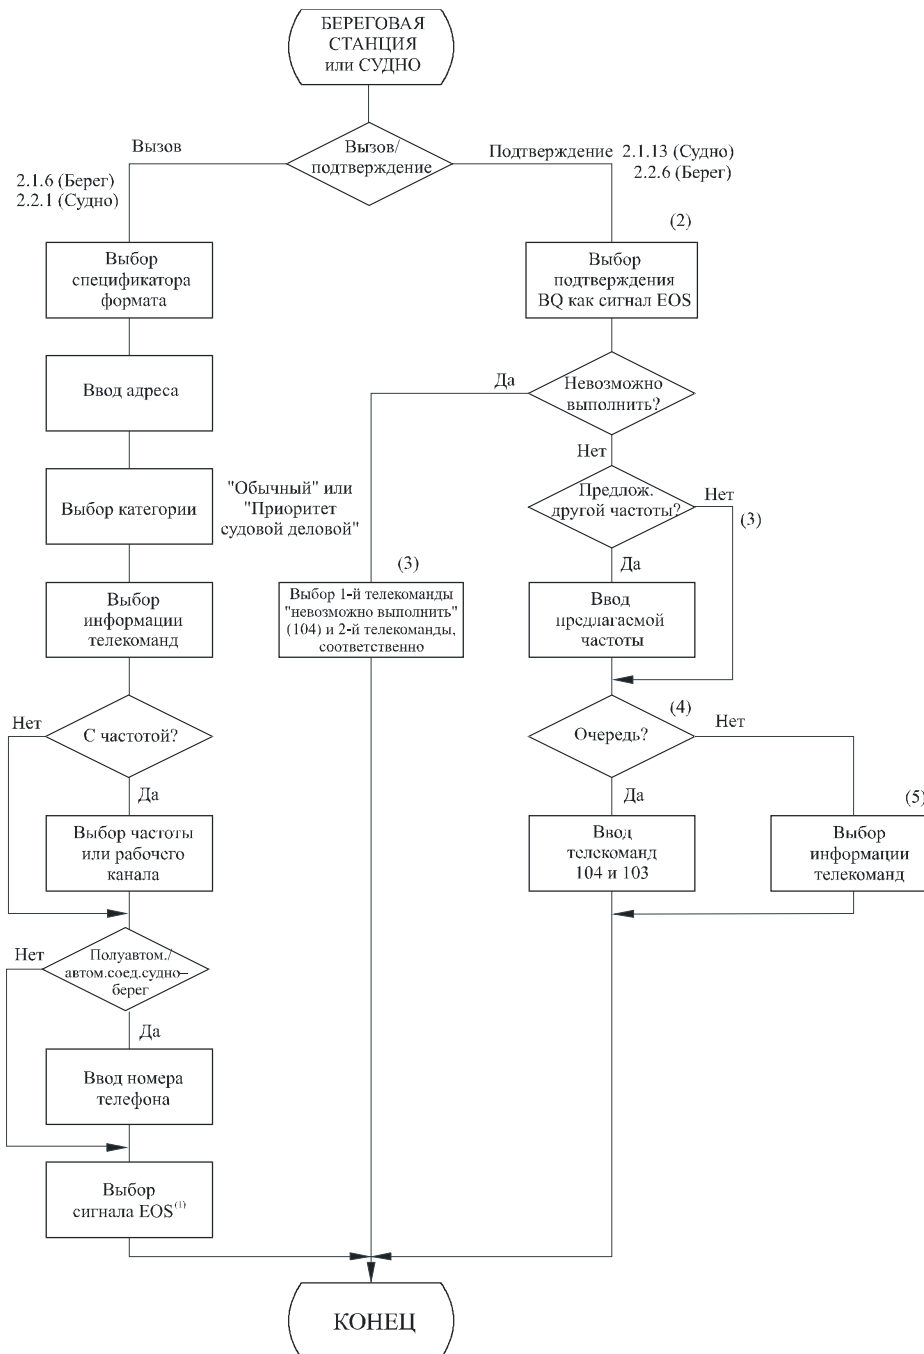 БЕРЕГОВАЯ
СТАНЦИЯ
или СУДНО
Вызов/
подтверждение
Вызов
2.1.6 (Берег)
2.2.1 (Судно)
Подтверждение 2.1.13 (Судно)
2.2.6 (Берег)
Выбор
спецификатора
формата
Ввод адреса
Выбор категории
"Обычный" или
"Приоритет
судовой деловой"
Выбор
информации
телекоманд
С частотой?
Нет
Да
Выбор частоты
или рабочего
канала
Полуавтом./
автом.соед.судно–
берег
Нет
Да
Ввод номера
телефона
Выбор
сигнала EOS(1)
(2)
Выбор
подтверждения
BQ как сигнал EOS
Невозможно
выполнить?
Да
Нет
(3)
Выбор 1-й телекоманды
"невозможно выполнить"
(104) и 2-й телекоманды,
соответственно
Предлож.
другой частоты?
Нет
(3)
Да
Ввод
предлагаемой
частоты
(4)
Очередь?
Нет
Да
Ввод
телекоманд
104 и 103
(5)
Выбор
информации
телекоманд
КОНЕЦ